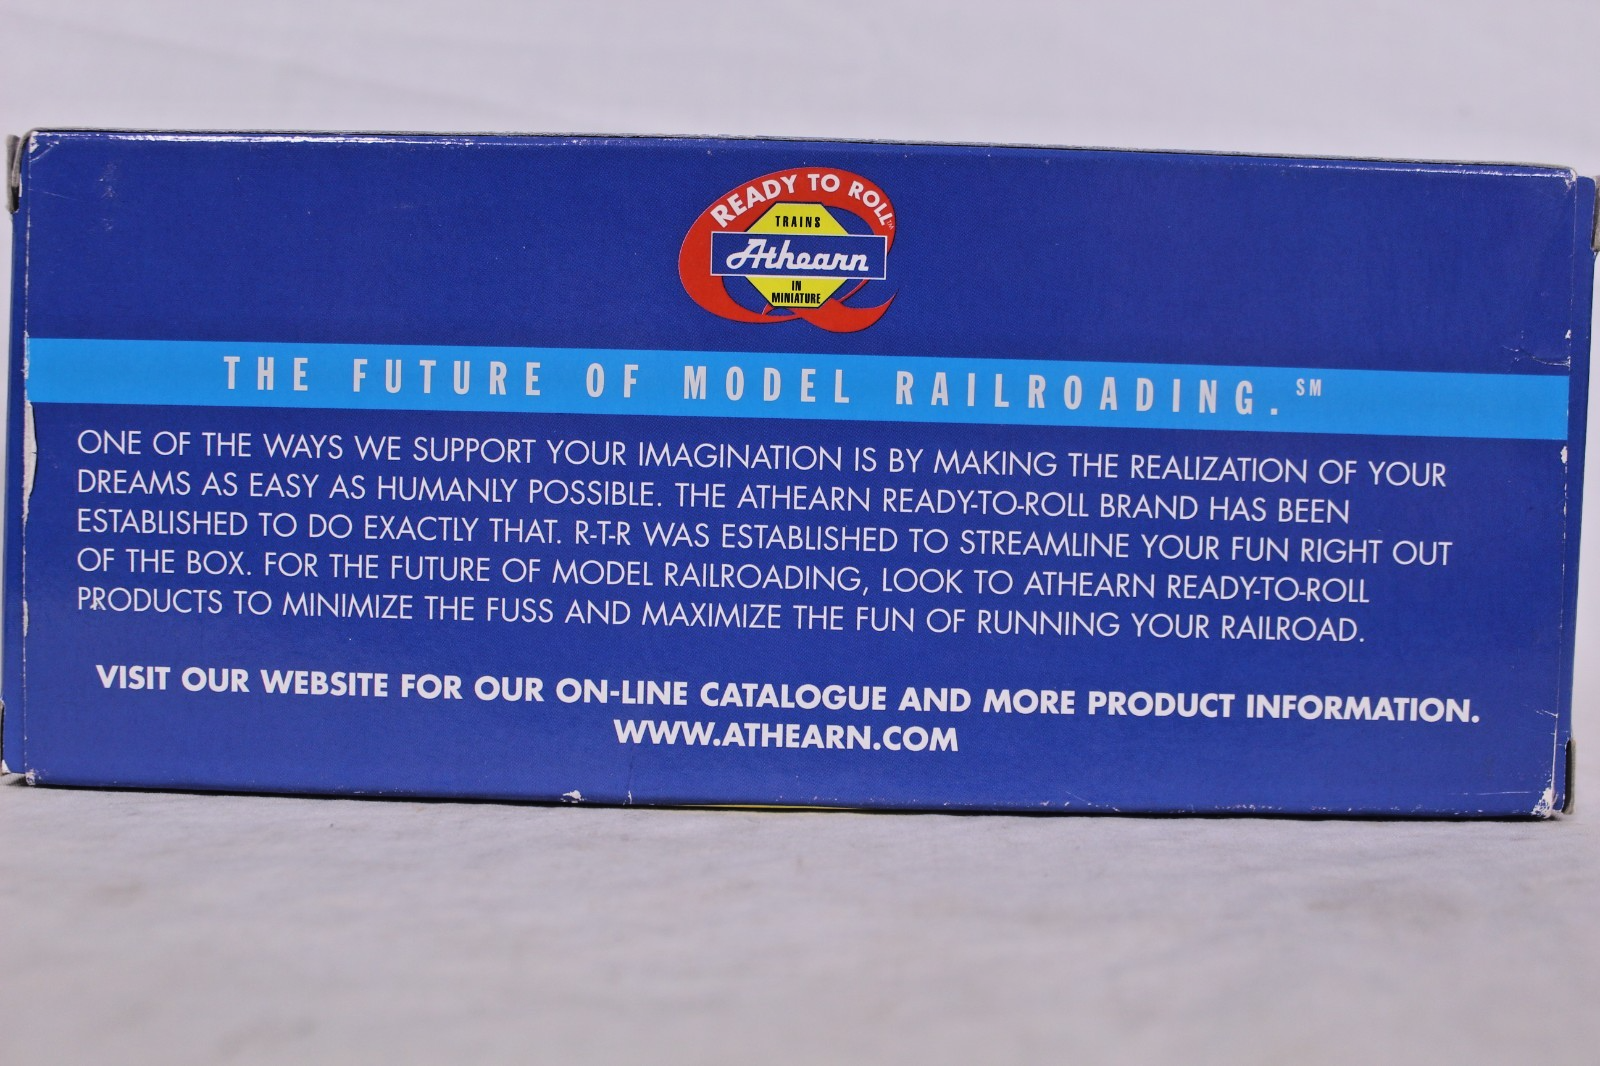 READY TO ROLL™
TRAINS
Athearn
IN
MINIATURE
THE FUTURE OF MODEL RAILROADING.℠
ONE OF THE WAYS WE SUPPORT YOUR IMAGINATION IS BY MAKING THE REALIZATION OF YOUR
DREAMS AS EASY AS HUMANLY POSSIBLE. THE ATHEARN READY-TO-ROLL BRAND HAS BEEN
ESTABLISHED TO DO EXACTLY THAT. R-T-R WAS ESTABLISHED TO STREAMLINE YOUR FUN RIGHT OUT
OF THE BOX. FOR THE FUTURE OF MODEL RAILROADING, LOOK TO ATHEARN READY-TO-ROLL
PRODUCTS TO MINIMIZE THE FUSS AND MAXIMIZE THE FUN OF RUNNING YOUR RAILROAD.
VISIT OUR WEBSITE FOR OUR ON-LINE CATALOGUE AND MORE PRODUCT INFORMATION.
WWW.ATHEARN.COM